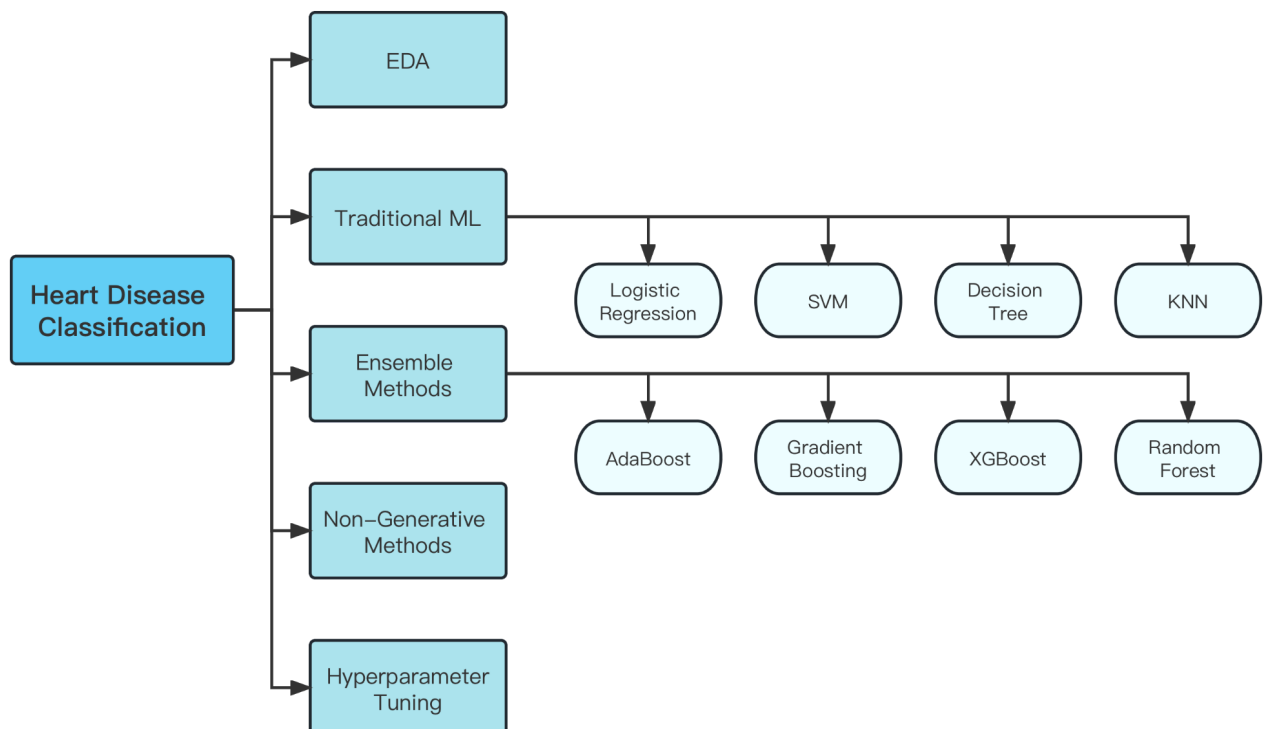 EDA
Traditional ML
Logistic
Regression
SVM
Decision
Tree
KNN
Heart Disease
Classification
Ensemble
Methods
AdaBoost
Gradient
Boosting
XGBoost
Random
Forest
Non-Generative
Methods
Hyperparameter
Tuning